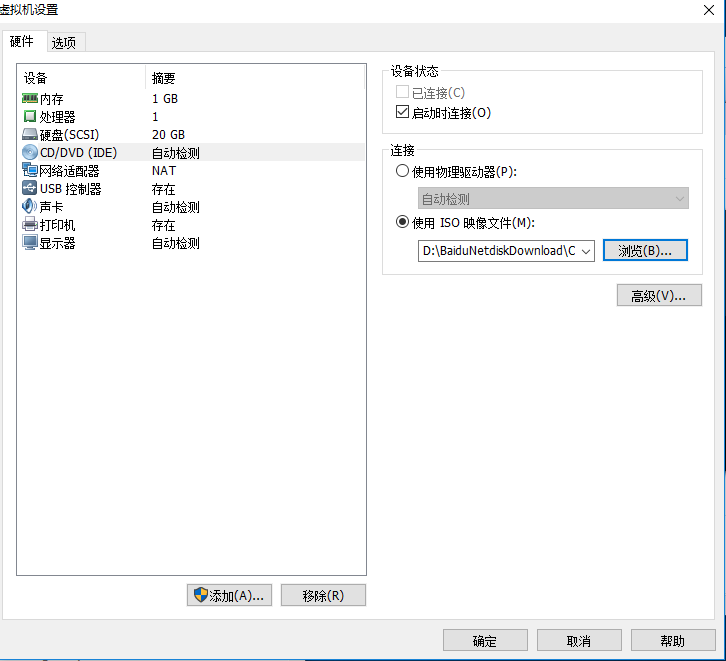 虚拟机设置
硬件 选项
设备 摘要
内存 1 GB
处理器 1
硬盘(SCSI) 20 GB
CD/DVD (IDE) 自动检测
网络适配器 NAT
USB 控制器 存在
声卡 自动检测
打印机 存在
显示器 自动检测
添加(A)... 移除(R)
设备状态
已连接(C)
启动时连接(O)
连接
使用物理驱动器(P):
自动检测
使用 ISO 映像文件(M):
D:\BaiduNetdiskDownload\C 浏览(B)...
高级(V)...
确定 取消 帮助